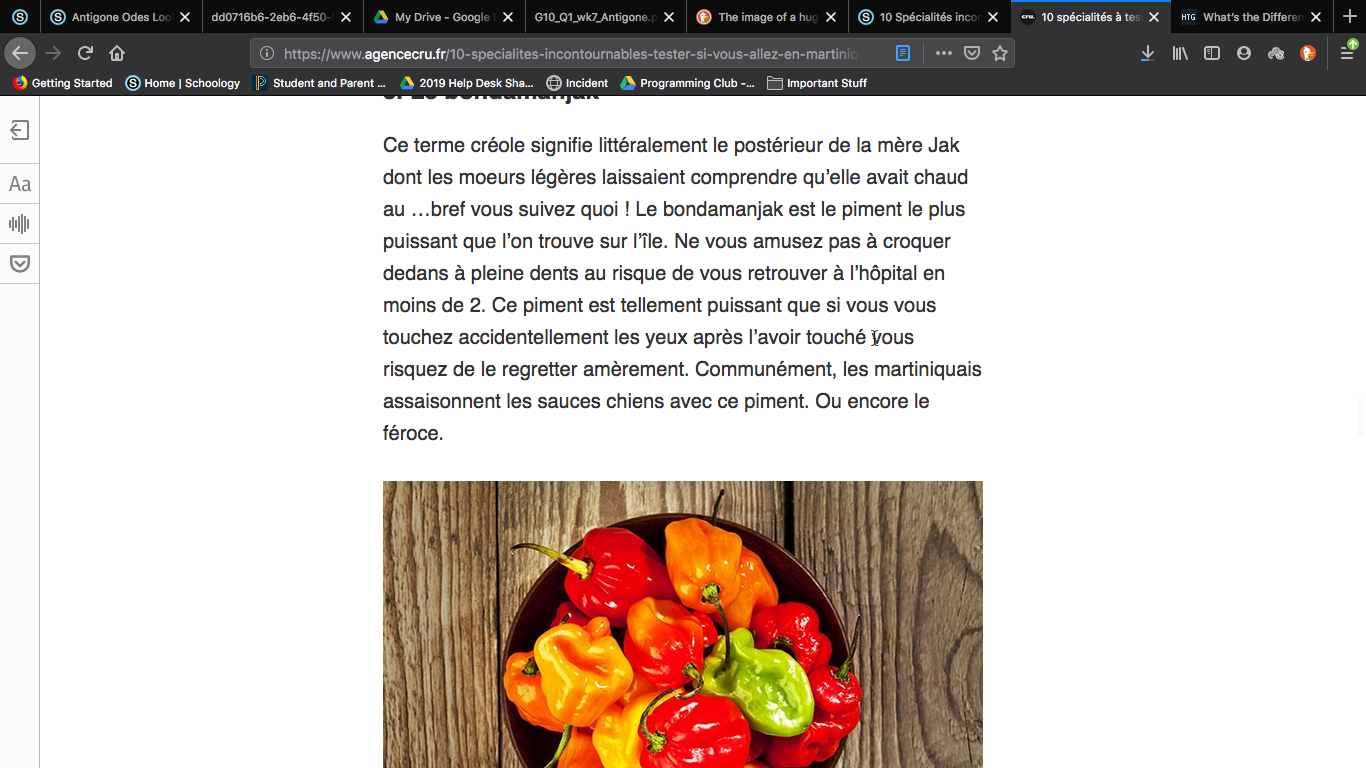 Antigone Odes Loo
dd0716b6-2eb6-4f50-
My Drive - Google
G10_Q1_wk7_Antigone.p
The image of a hug
10 Spécialités incon
cru. 10 spécialités à tes
HTG What's the Differen
https://www.agencecru.fr/10-specialites-incontournables-tester-si-vous-allez-en-martiniq
Getting Started
Home | Schoology
Student and Parent ...
2019 Help Desk Sha...
Incident
Programming Club -...
Important Stuff
Aa
bondamanjak
Ce terme créole signifie littéralement le postérieur de la mère Jak
dont les moeurs légères laissaient comprendre qu'elle avait chaud
au …bref vous suivez quoi ! Le bondamanjak est le piment le plus
puissant que l'on trouve sur l'île. Ne vous amusez pas à croquer
dedans à pleine dents au risque de vous retrouver à l'hôpital en
moins de 2. Ce piment est tellement puissant que si vous vous
touchez accidentellement les yeux après l'avoir touché vous
risquez de le regretter amèrement. Communément, les martiniquais
assaisonnent les sauces chiens avec ce piment. Ou encore le
féroce.